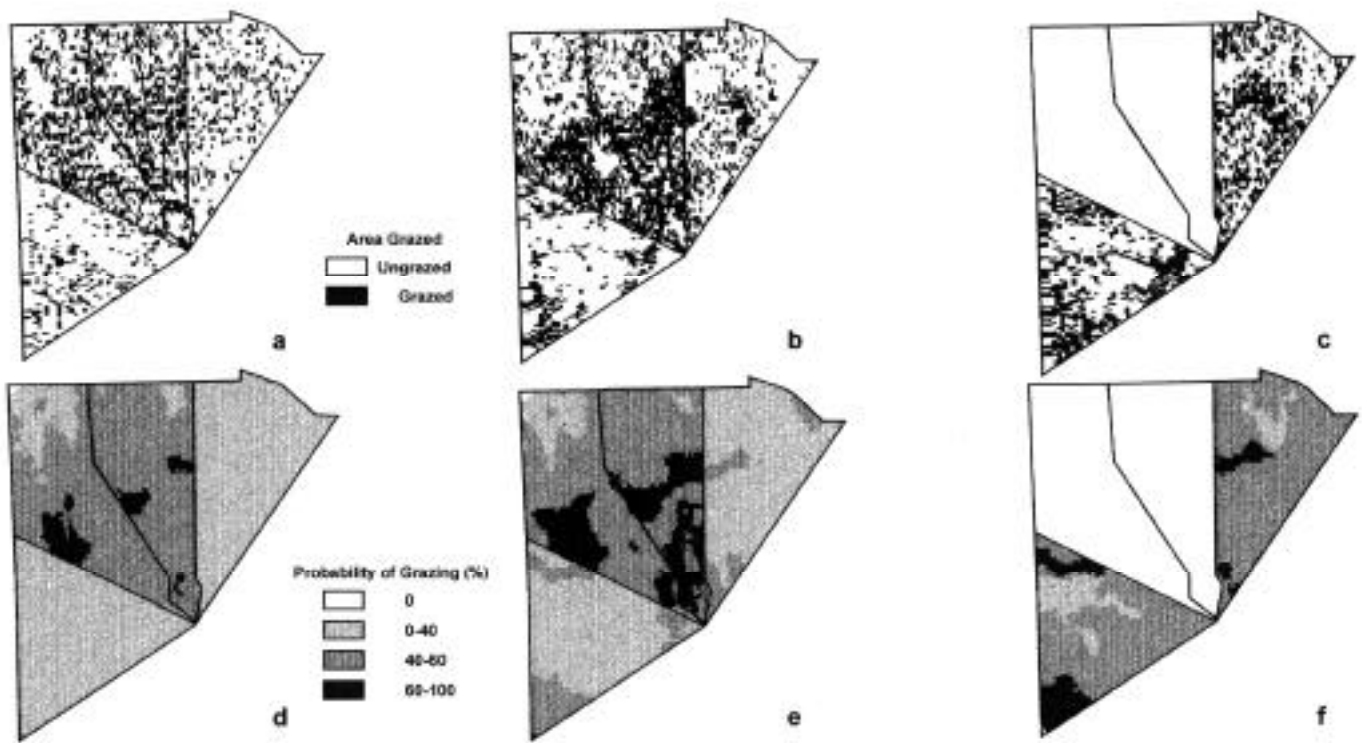 Area Grazed
Ungrazed
Grazed
a
b
c
Probability of Grazing (%)
0
0-40
40-60
60-100
d
e
f